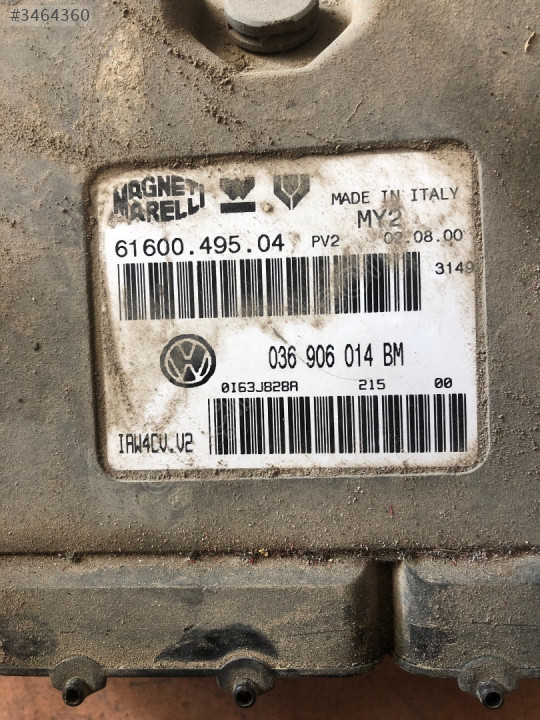 #3464360
MAGNETI
MARELLI
MADE IN ITALY
MY2
61600.495.04 PV2 02.08.00
3149
036 906 014 BM
0I63J828A 215 00
IAW4CV.V2